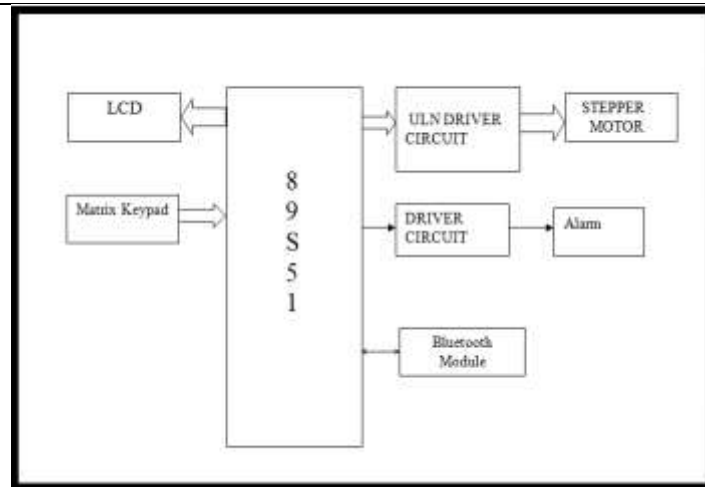 LCD
ULN DRIVER
CIRCUIT
STEPPER
MOTOR
Matrix Keypad
8
9
S
5
1
DRIVER
CIRCUIT
Alarm
Bluetooth
Module